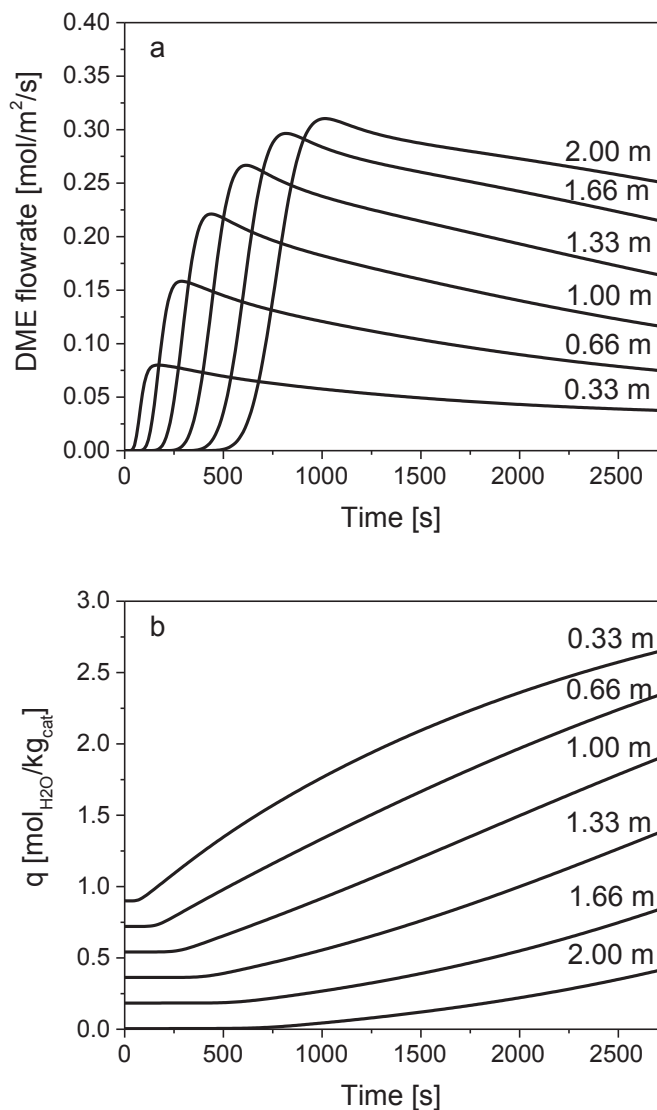 a
0.40
0.35
0.30
0.25
0.20
0.15
0.10
0.05
0.00
DME flowrate [mol/m²/s]
2.00 m
1.66 m
1.33 m
1.00 m
0.66 m
0.33 m
0 500 1000 1500 2000 2500
Time [s]
b
3.0
2.5
2.0
1.5
1.0
0.5
0.0
q [mol_H2O/kg_cat]
0.33 m
0.66 m
1.00 m
1.33 m
1.66 m
2.00 m
0 500 1000 1500 2000 2500
Time [s]